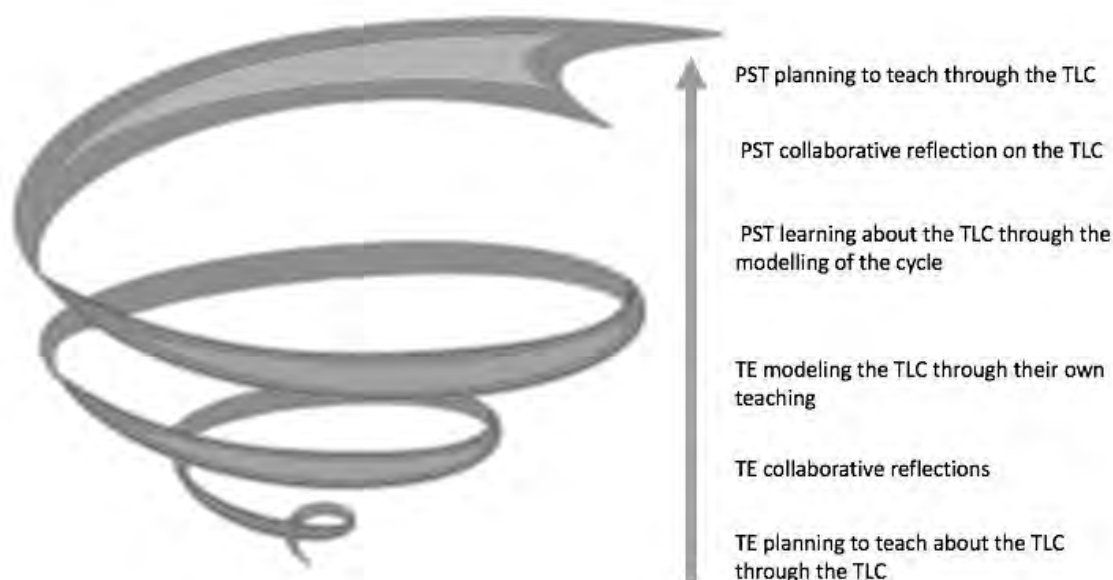 PST planning to teach through the TLC
PST collaborative reflection on the TLC
PST learning about the TLC through the
modelling of the cycle
TE modeling the TLC through their own
teaching
TE collaborative reflections
TE planning to teach about the TLC
through the TLC